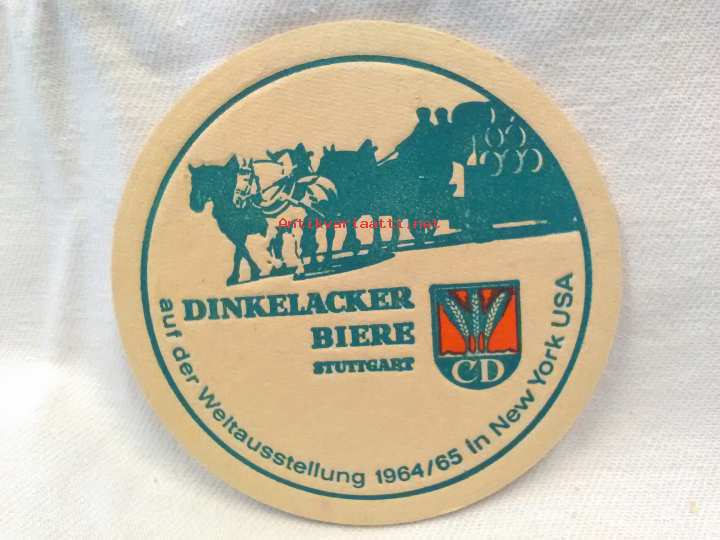 Antikvariaatti.net
DINKELACKER
BIERE
STUTTGART
CD
auf der Weltausstellung 1964/65 in New York USA